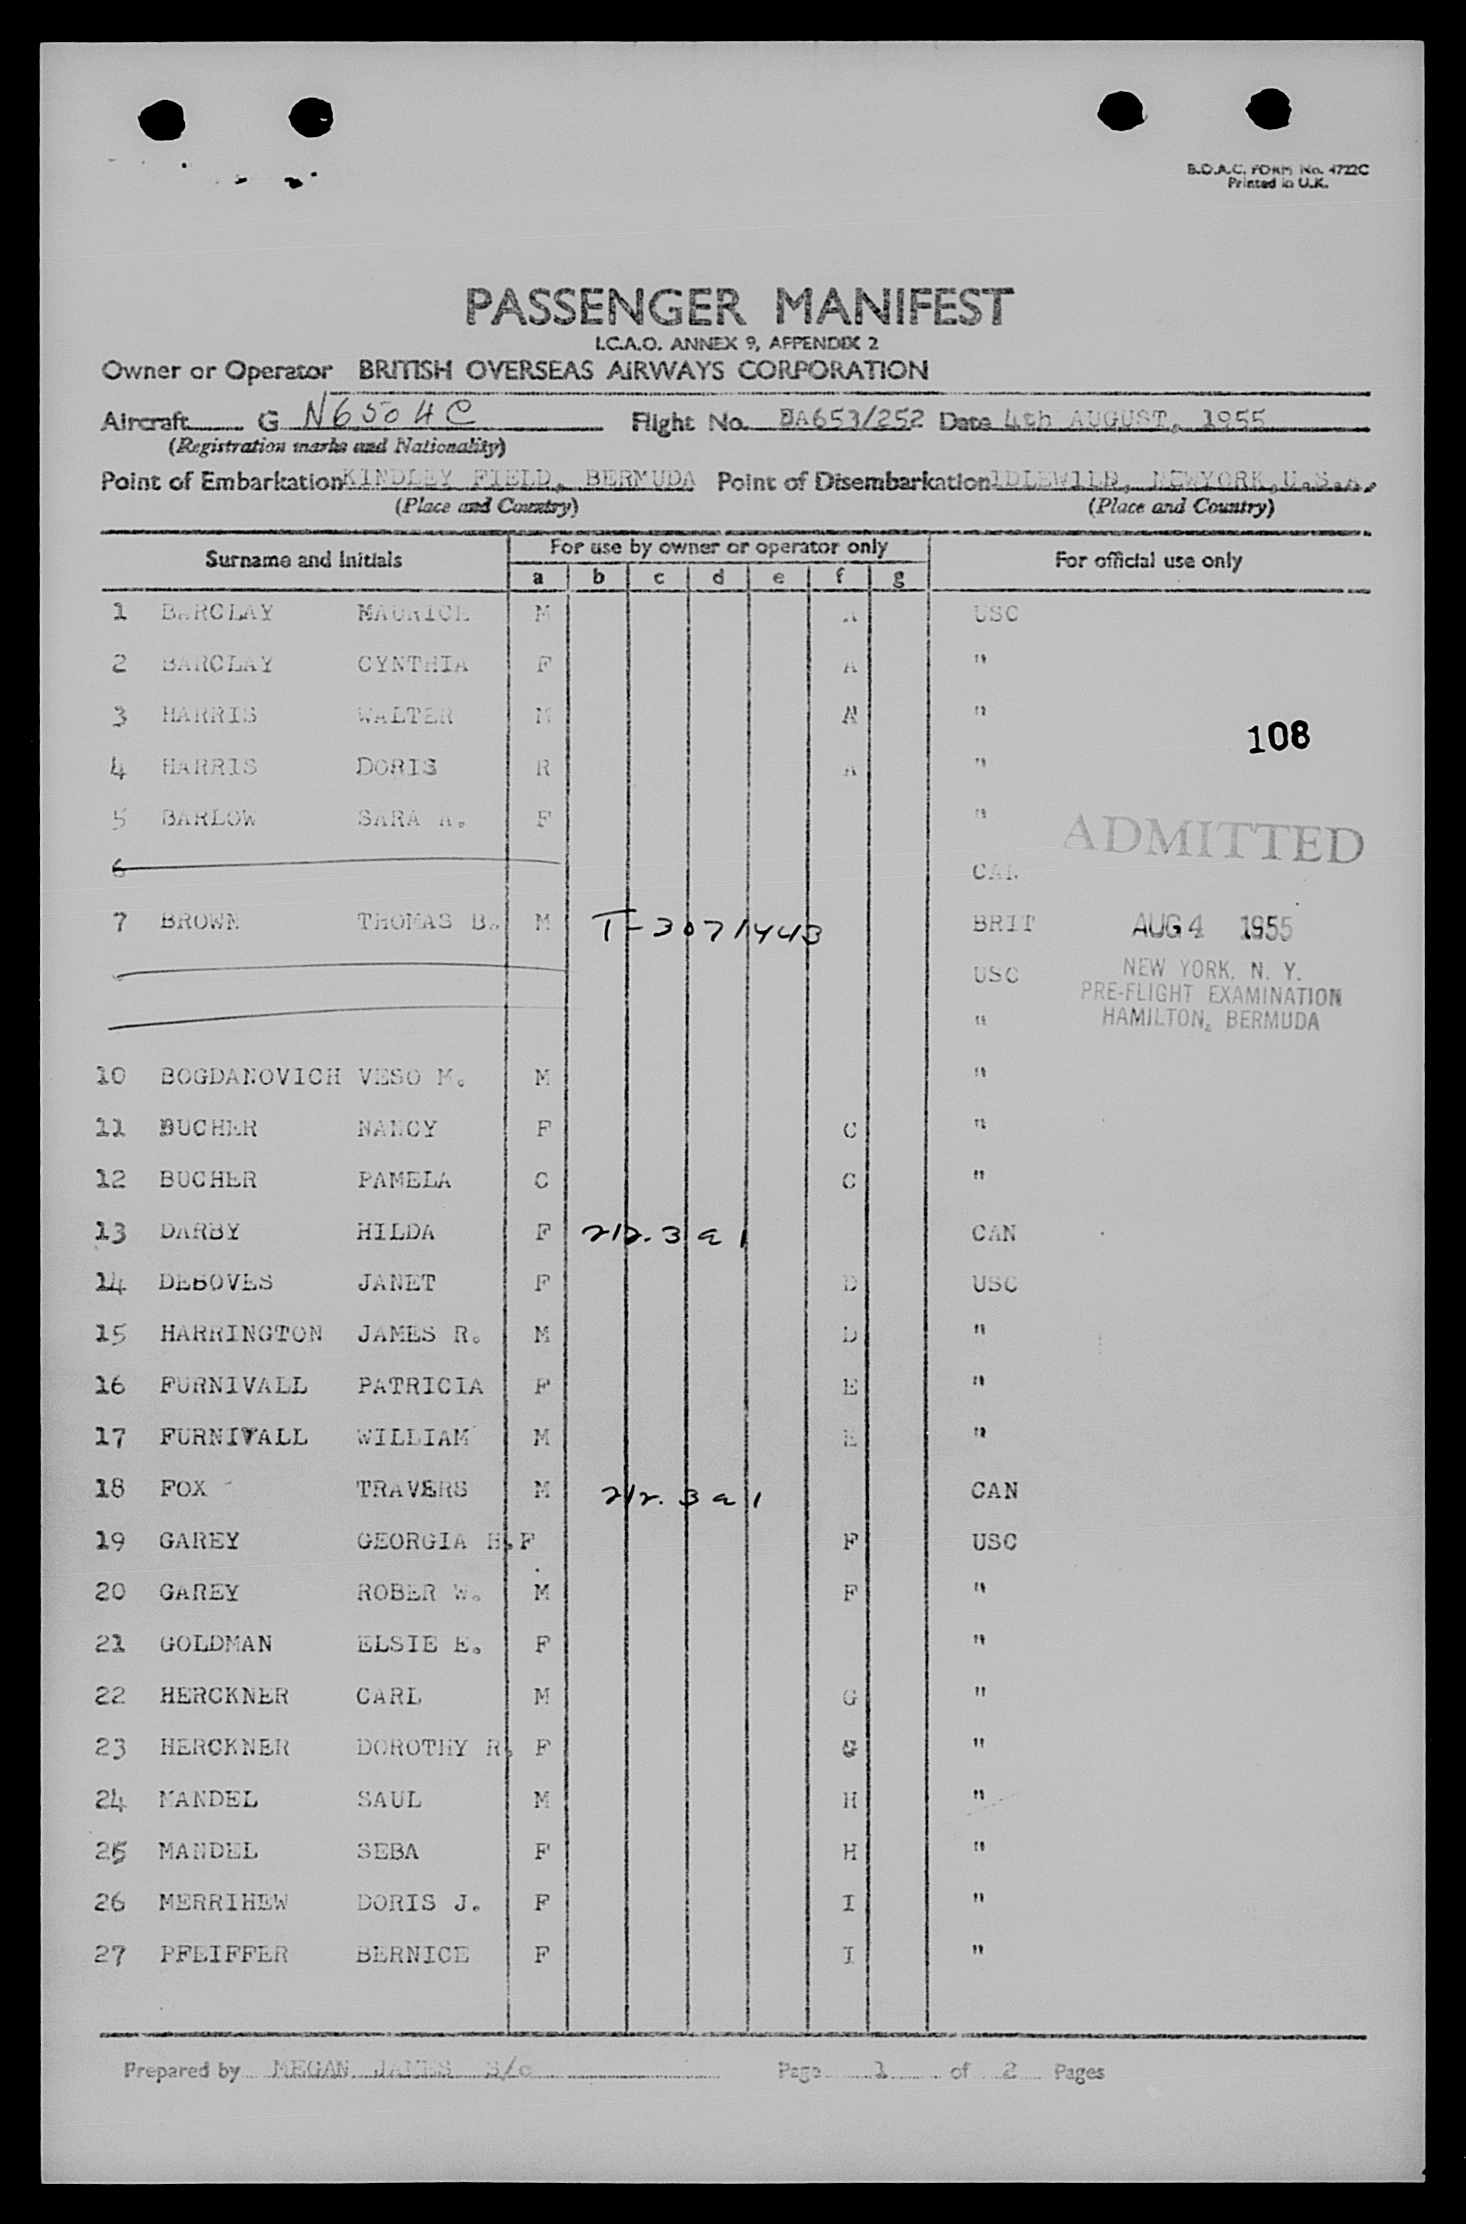 B.O.A.C. FORM No. 4722C
Printed in U.K.
PASSENGER MANIFEST
I.C.A.O. ANNEX 9, APPENDIX 2
Owner or Operator BRITISH OVERSEAS AIRWAYS CORPORATION
Aircraft G N6504C Flight No. BA653/252 Date 4th AUGUST, 1955
(Registration marks and Nationality)
Point of Embarkation KINDLEY FIELD, BERMUDA Point of Disembarkation IDLEWILD, NEWYORK, U.S.A.
(Place and Country) (Place and Country)
Surname and Initials For use by owner or operator only For official use only
a b c d e f g
1 BARCLAY MAURICE M A USC
2 BARCLAY CYNTHIA F A "
3 HARRIS WALTER M A "
108
4 HARRIS DORIS R A "
5 BARLOW SARA A. F "
ADMITTED
6 CAN
7 BROWN THOMAS B. M T-3071443 BRIT AUG 4 1955
USC NEW YORK, N. Y.
PRE-FLIGHT EXAMINATION
" HAMILTON, BERMUDA
10 BOGDANOVICH VESO M. M "
11 BUCHER NANCY F C "
12 BUCHER PAMELA C C "
13 DARBY HILDA F 212.3 a 1 CAN
14 DEBOVES JANET F D USC
15 HARRINGTON JAMES R. M D "
16 FURNIVALL PATRICIA F E "
17 FURNIVALL WILLIAM M E "
18 FOX TRAVERS M 212.3 a 1 CAN
19 GAREY GEORGIA H. F F USC
20 GAREY ROBER W. M F "
21 GOLDMAN ELSIE E. F "
22 HERCKNER CARL M G "
23 HERCKNER DOROTHY R. F G "
24 MANDEL SAUL M H "
25 MANDEL SEBA F H "
26 MERRIHEW DORIS J. F I "
27 PFEIFFER BERNICE F I "
Prepared by MEGAN JAMES S/c Page 1 of 2 Pages